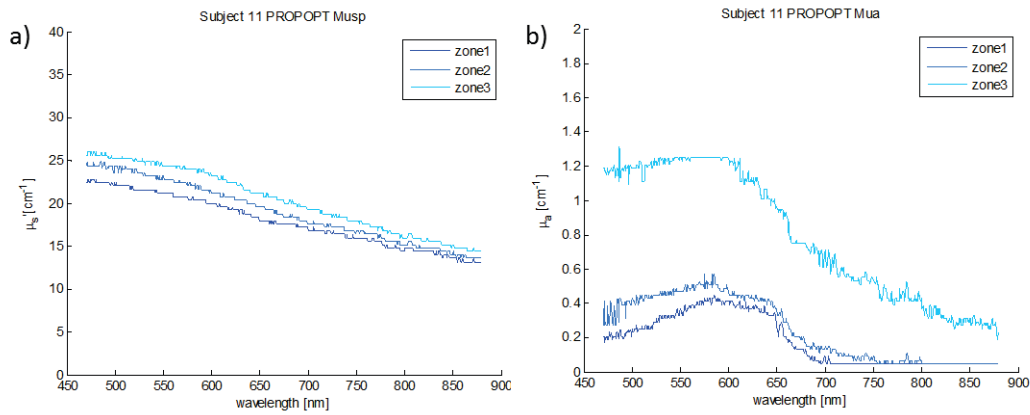 a)
Subject 11 PROPOPT Musp
40
35
30
25
20
15
10
5
0
μs' [cm-1]
zone1
zone2
zone3
450 500 550 600 650 700 750 800 850 900
wavelength [nm]
b)
Subject 11 PROPOPT Mua
2
1.8
1.6
1.4
1.2
1
0.8
0.6
0.4
0.2
0
μa [cm-1]
zone1
zone2
zone3
450 500 550 600 650 700 750 800 850 900
wavelength [nm]